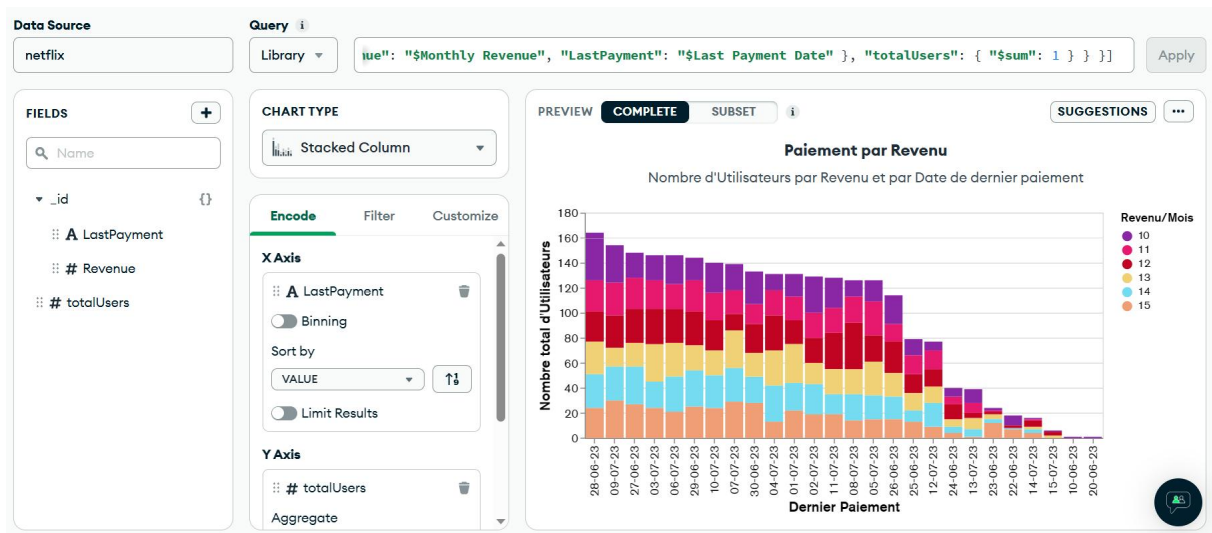 Data Source
netflix
Query i
Library
ue": "$Monthly Revenue", "LastPayment": "$Last Payment Date" }, "totalUsers": { "$sum": 1 } } }]
Apply
FIELDS
+
Name
_id {}
A LastPayment
# Revenue
# totalUsers
CHART TYPE
Stacked Column
Encode Filter Customize
X Axis
A LastPayment
Binning
Sort by
VALUE
Limit Results
Y Axis
# totalUsers
Aggregate
PREVIEW COMPLETE SUBSET i
SUGGESTIONS ...
Paiement par Revenu
Nombre d'Utilisateurs par Revenu et par Date de dernier paiement
Nombre total d'Utilisateurs
180
160
140
120
100
80
60
40
20
0
28-06-23
09-07-23
27-06-23
03-07-23
06-07-23
29-06-23
10-07-23
07-07-23
30-06-23
04-07-23
01-07-23
02-07-23
11-07-23
08-07-23
05-07-23
26-06-23
25-06-23
12-07-23
24-06-23
13-07-23
23-06-23
22-06-23
14-07-23
15-07-23
10-06-23
20-06-23
Dernier Paiement
Revenu/Mois
10
11
12
13
14
15